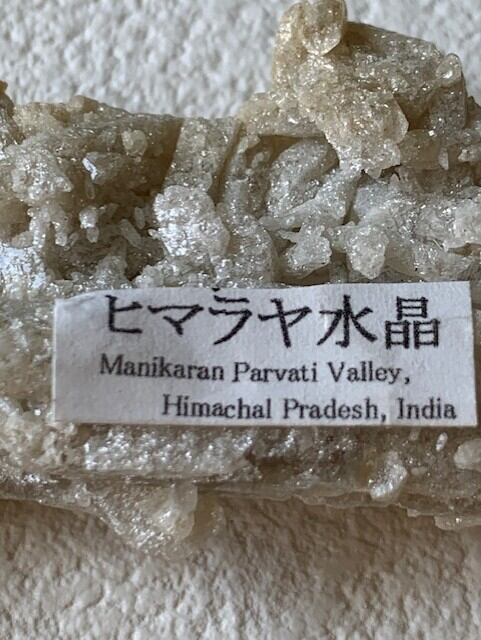 ヒマラヤ水晶
Manikaran Parvati Valley,
Himachal Pradesh, India